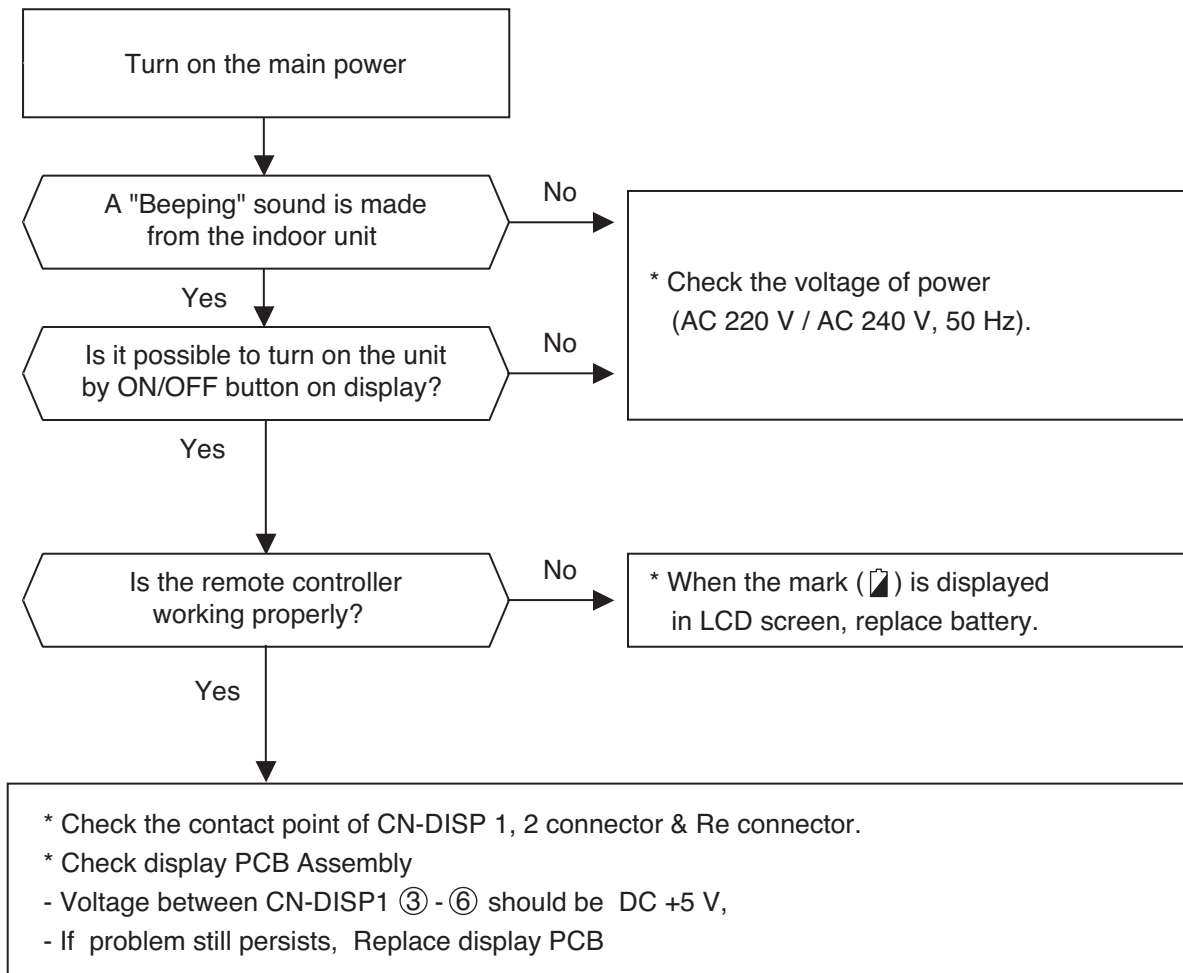 Turn on the main power
A "Beeping" sound is made
from the indoor unit
No
* Check the voltage of power
(AC 220 V / AC 240 V, 50 Hz).
Yes
Is it possible to turn on the unit
by ON/OFF button on display?
No
Yes
Is the remote controller
working properly?
No
* When the mark ( ) is displayed
in LCD screen, replace battery.
Yes
* Check the contact point of CN-DISP 1, 2 connector & Re connector.
* Check display PCB Assembly
- Voltage between CN-DISP1 ③ - ⑥ should be DC +5 V,
- If problem still persists, Replace display PCB